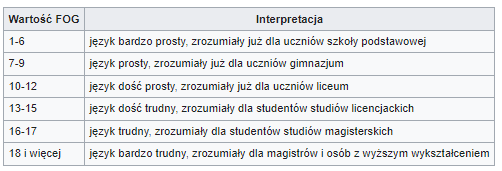 Wartość FOG Interpretacja
1-6 język bardzo prosty, zrozumiały już dla uczniów szkoły podstawowej
7-9 język prosty, zrozumiały już dla uczniów gimnazjum
10-12 język dość prosty, zrozumiały już dla uczniów liceum
13-15 język dość trudny, zrozumiały dla studentów studiów licencjackich
16-17 język trudny, zrozumiały dla studentów studiów magisterskich
18 i więcej język bardzo trudny, zrozumiały dla magistrów i osób z wyższym wykształceniem